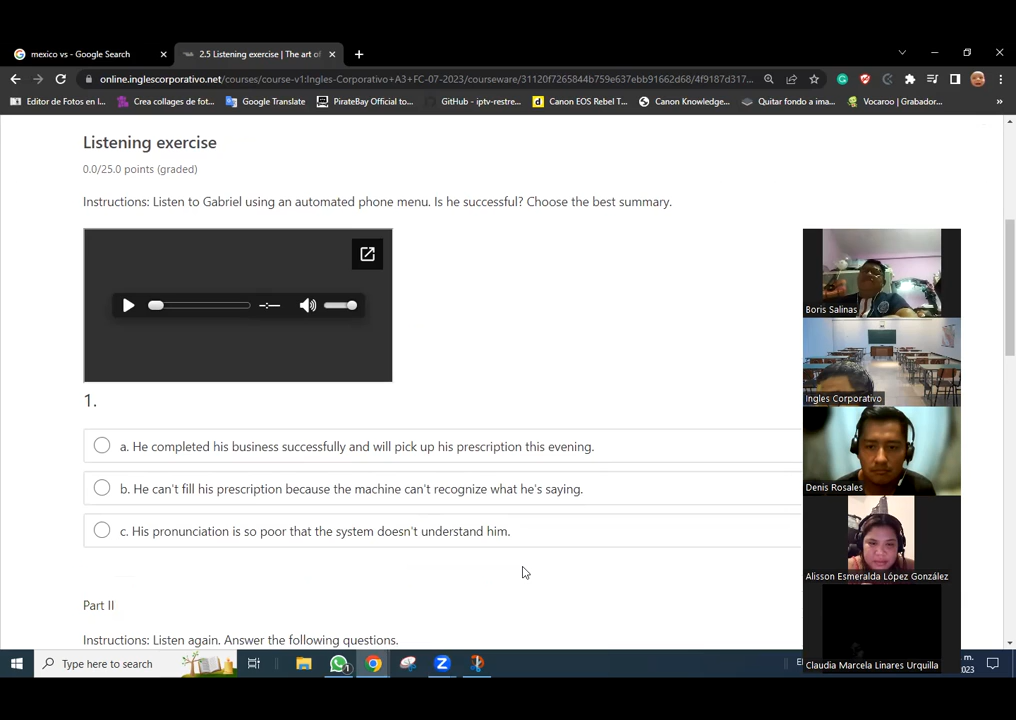 mexico vs - Google Search
2.5 Listening exercise | The art of
online.inglescorporativo.net/courses/course-v1:Ingles-Corporativo+A3+FC-07-2023/courseware/31120f7265844b759e637ebb91662d68/4f9187d317...
Editor de Fotos en l... Crea collages de fot... Google Translate PirateBay Official to... GitHub - iptv-restre... Canon EOS Rebel T... Canon Knowledge... Quitar fondo a ima... Vocaroo | Grabador...
Listening exercise
0.0/25.0 points (graded)
Instructions: Listen to Gabriel using an automated phone menu. Is he successful? Choose the best summary.
-:--
Boris Salinas
Ingles Corporativo
1.
a. He completed his business successfully and will pick up his prescription this evening.
b. He can't fill his prescription because the machine can't recognize what he's saying.
c. His pronunciation is so poor that the system doesn't understand him.
Denis Rosales
Alisson Esmeralda López González
Part II
Instructions: Listen again. Answer the following questions.
Claudia Marcela Linares Urquilla
Type here to search
1
m.
2023